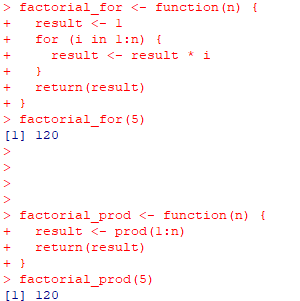 > factorial_for <- function(n) {
+   result <- 1
+   for (i in 1:n) {
+     result <- result * i
+   }
+   return(result)
+ }
> factorial_for(5)
[1] 120
>
>
>
>
> factorial_prod <- function(n) {
+   result <- prod(1:n)
+   return(result)
+ }
> factorial_prod(5)
[1] 120